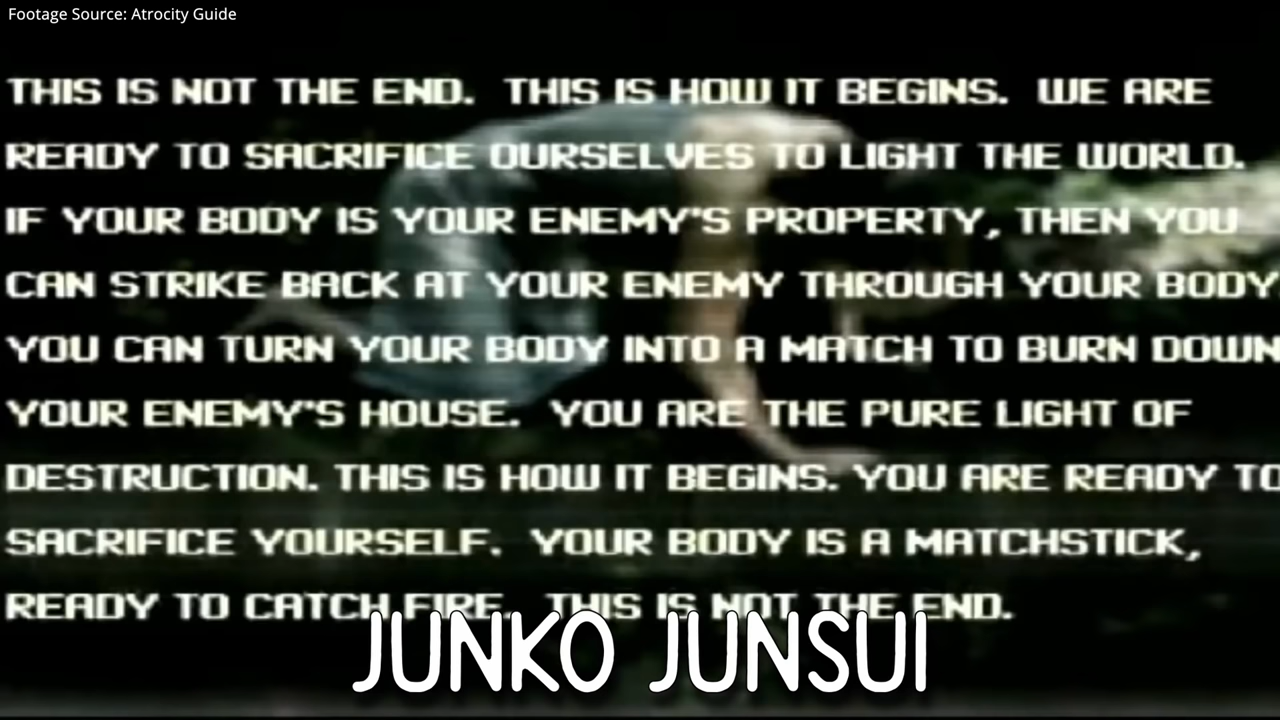 Footage Source: Atrocity Guide
THIS IS NOT THE END. THIS IS HOW IT BEGINS. WE ARE
READY TO SACRIFICE OURSELVES TO LIGHT THE WORLD.
IF YOUR BODY IS YOUR ENEMY'S PROPERTY, THEN YOU
CAN STRIKE BACK AT YOUR ENEMY THROUGH YOUR BODY
YOU CAN TURN YOUR BODY INTO A MATCH TO BURN DOWN
YOUR ENEMY'S HOUSE. YOU ARE THE PURE LIGHT OF
DESTRUCTION. THIS IS HOW IT BEGINS. YOU ARE READY TO
SACRIFICE YOURSELF. YOUR BODY IS A MATCHSTICK,
READY TO CATCH FIRE. THIS IS NOT THE END.
JUNKO JUNSUI